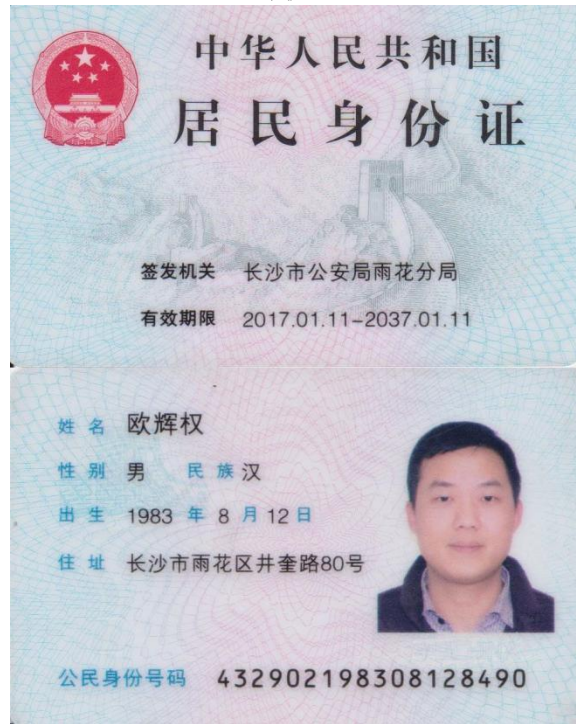 中华人民共和国
居民身份证
签发机关 长沙市公安局雨花分局
有效期限 2017.01.11-2037.01.11
姓名 欧辉权
性别 男 民族 汉
出生 1983 年 8 月 12 日
住址 长沙市雨花区井奎路80号
公民身份号码 432902198308128490